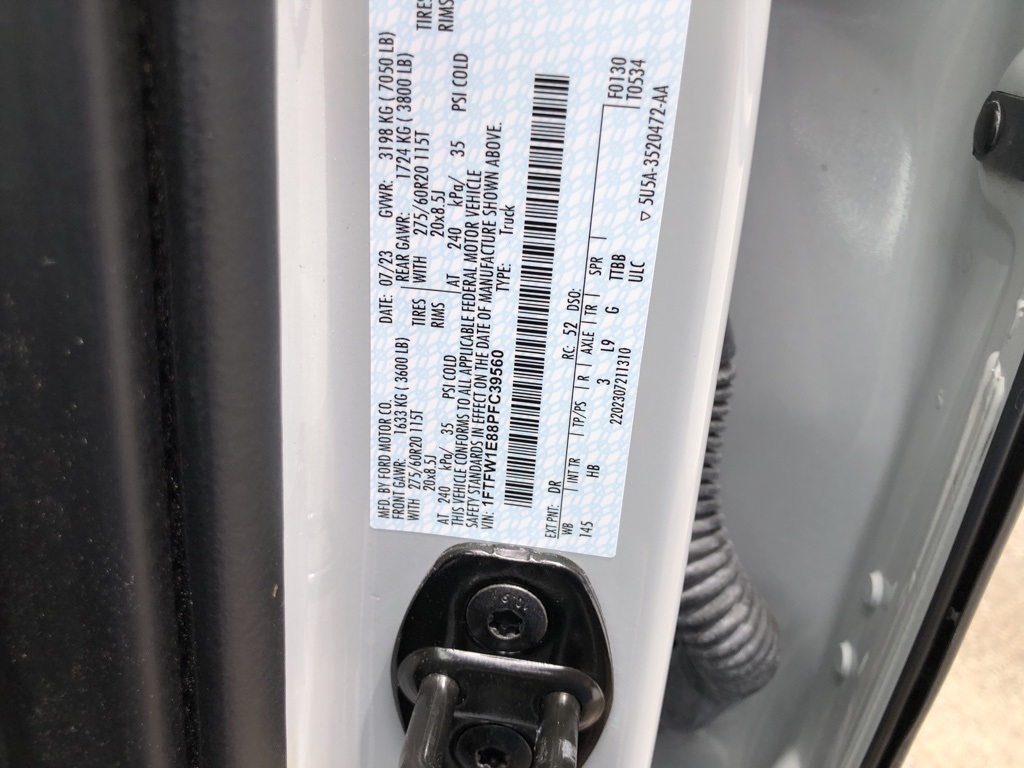 MFD. BY FORD MOTOR CO. DATE: 07/23 GVWR: 3198 KG ( 7050 LB)
FRONT GAWR: 1633 KG ( 3600 LB) REAR GAWR: 1724 KG ( 3800 LB)
WITH 275/60R20 115T TIRES WITH 275/60R20 115T TIRES
20x8.5J RIMS 20x8.5J RIMS
AT 240 kPa/ 35 PSI COLD AT 240 kPa/ 35 PSI COLD
THIS VEHICLE CONFORMS TO ALL APPLICABLE FEDERAL MOTOR VEHICLE
SAFETY STANDARDS IN EFFECT ON THE DATE OF MANUFACTURE SHOWN ABOVE.
VIN: 1FTFW1E88PFC39560 TYPE: Truck
EXT PNT: DR RC: 52 DSO: F0130
WB INT TR TP/PS R AXLE TR SPR T0534
145 HB 3 L9 G TTBB
2202307211310 ULC
5U5A-3520472-AA